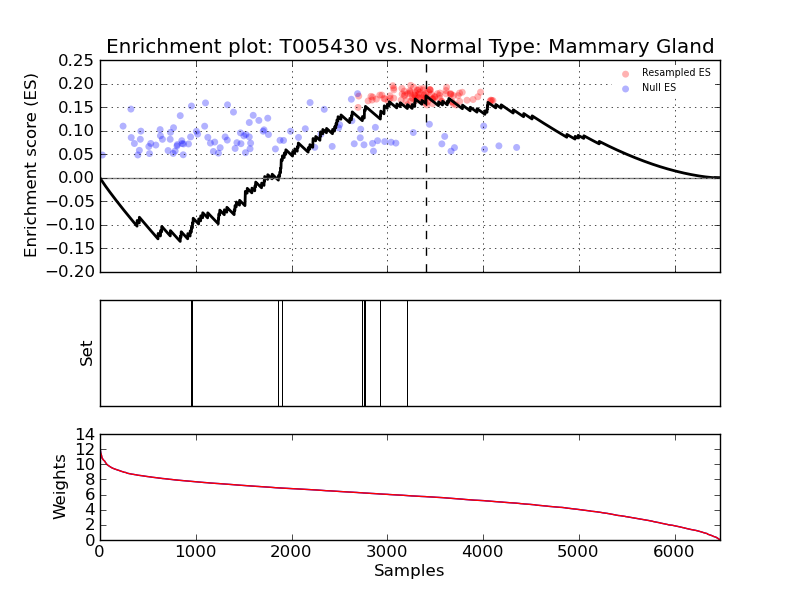 Enrichment plot: T005430 vs. Normal Type: Mammary Gland
Enrichment score (ES)
0.25
0.20
0.15
0.10
0.05
0.00
−0.05
−0.10
−0.15
−0.20
Resampled ES
Null ES
Set
Weights
14
12
10
8
6
4
2
0
0 1000 2000 3000 4000 5000 6000
Samples